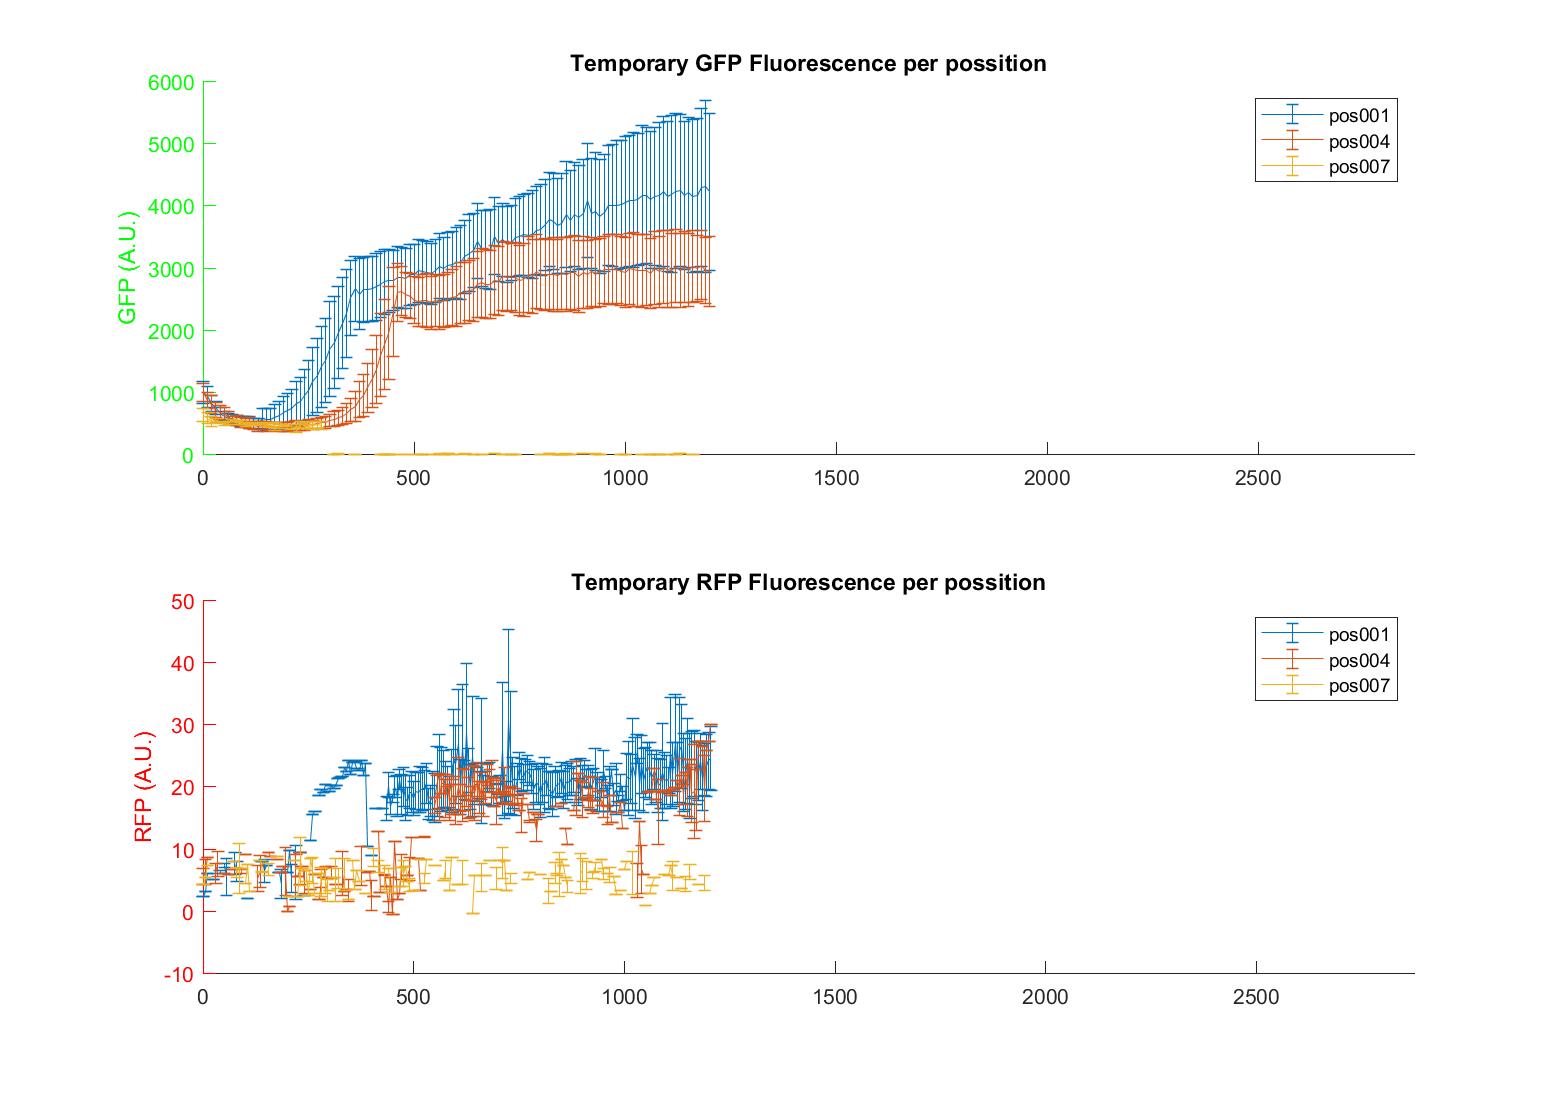 Temporary GFP Fluorescence per possition
6000
5000
4000
3000
2000
1000
0
GFP (A.U.)
pos001
pos004
pos007
0 500 1000 1500 2000 2500
Temporary RFP Fluorescence per possition
50
40
30
20
10
0
-10
RFP (A.U.)
pos001
pos004
pos007
0 500 1000 1500 2000 2500